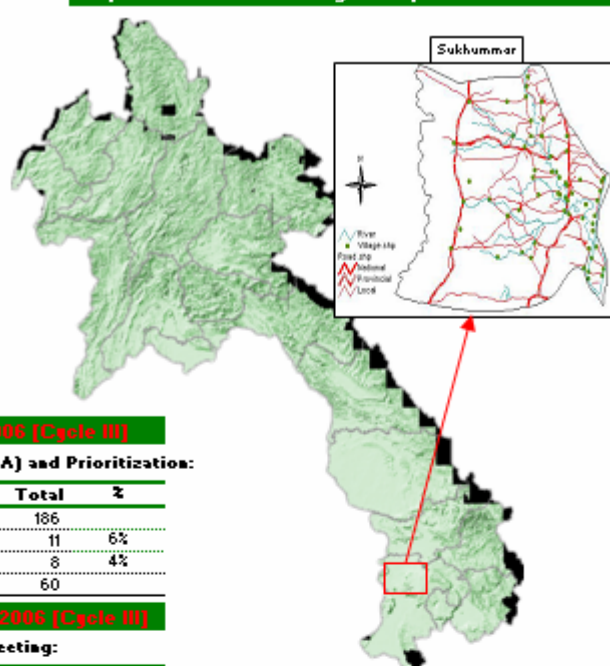 Sukhummar
N
River
Village.shp
Road.shp
National
Provincial
Local
006 [Cycle III]
A) and Prioritization:
Total %
186
11 6%
8 4%
60
2006 [Cycle III]
eeting: